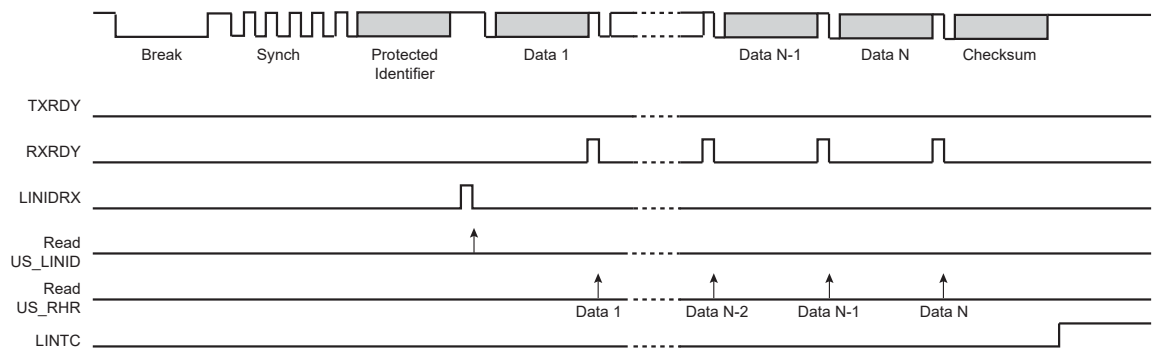 Break Synch Protected Data 1 Data N-1 Data N Checksum
Identifier
TXRDY
RXRDY
LINIDRX
Read
US_LINID
Read
US_RHR
Data 1 Data N-2 Data N-1 Data N
LINTC